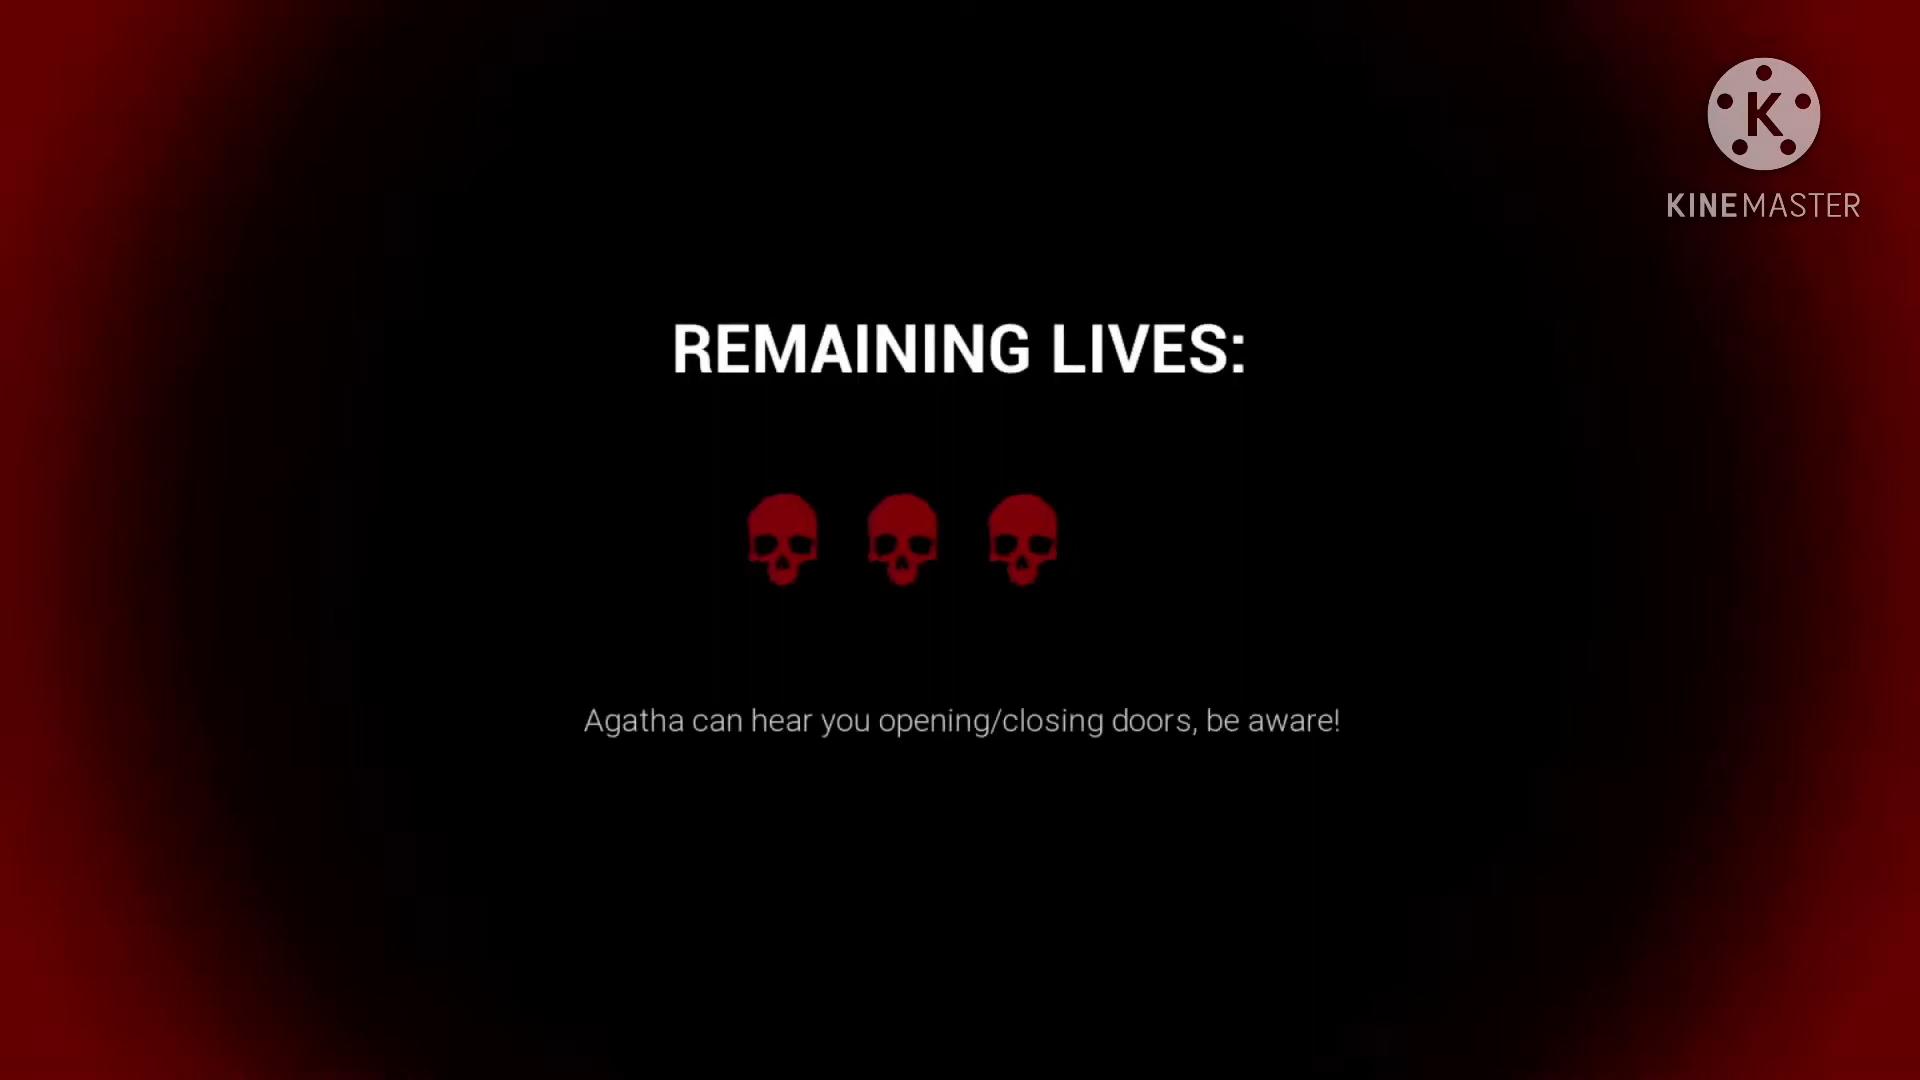 K
KINEMASTER
REMAINING LIVES:
Agatha can hear you opening/closing doors, be aware!